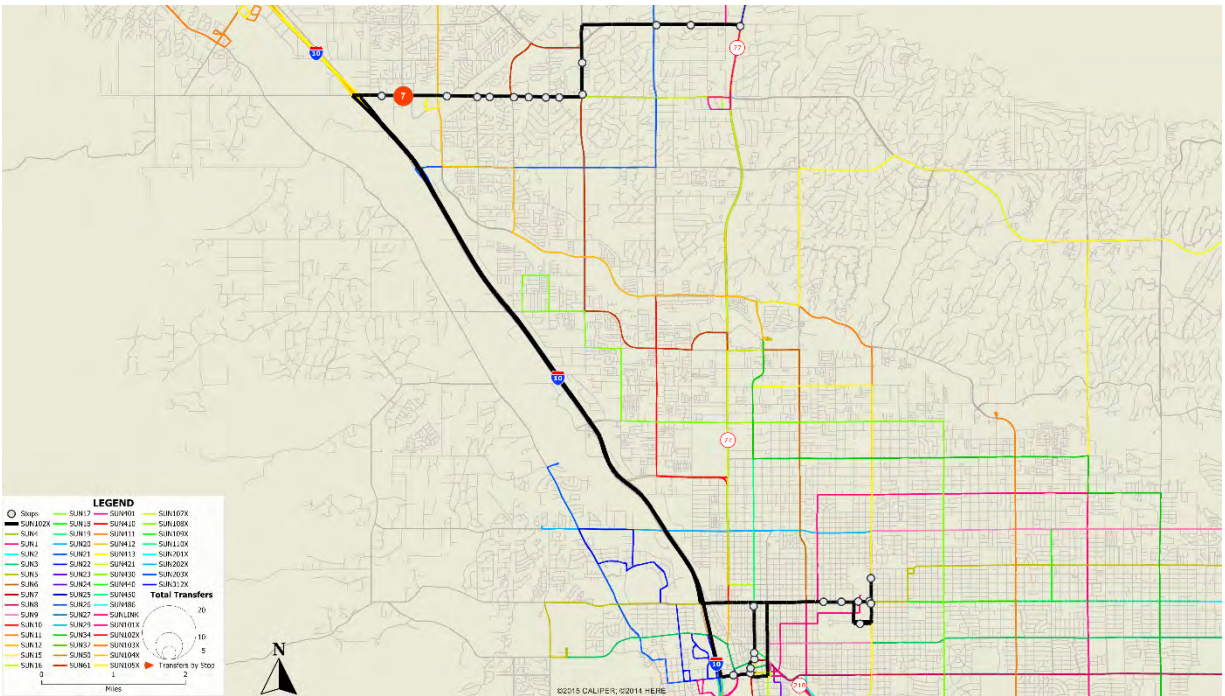 77
10
7
10
77
LEGEND
Stops
SUN102X
SUN4
SUN1
SUN2
SUN3
SUN5
SUN6
SUN7
SUN8
SUN9
SUN10
SUN11
SUN12
SUN15
SUN16
SUN17
SUN18
SUN19
SUN20
SUN21
SUN22
SUN23
SUN24
SUN25
SUN26
SUN27
SUN29
SUN34
SUN37
SUN50
SUN61
SUN401
SUN410
SUN411
SUN412
SUN413
SUN421
SUN430
SUN440
SUN450
SUN486
SUNLINK
SUN101X
SUN102X
SUN103X
SUN104X
SUN105X
SUN107X
SUN108X
SUN109X
SUN110X
SUN201X
SUN202X
SUN203X
SUN312X
Total Transfers
20
10
5
Transfers by Stop
0 1 2
Miles
N
10
210
©2015 CALIPER; ©2014 HERE